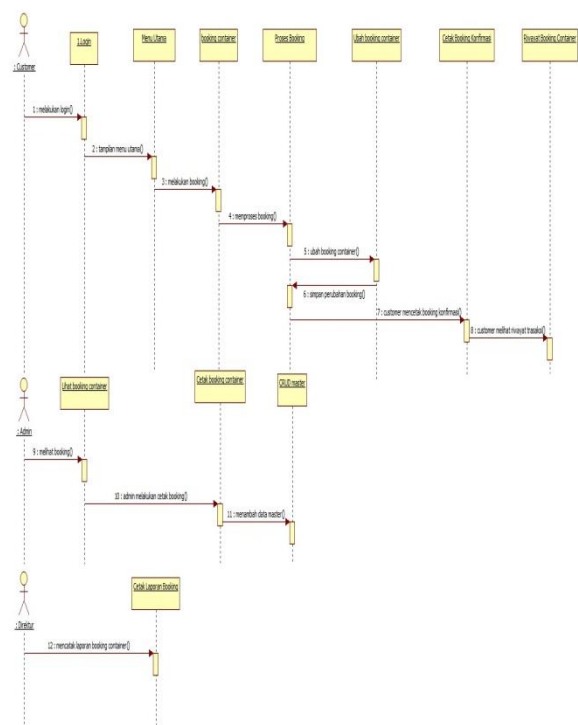 : Customer
1.Login
Menu Utama
booking container
Proses Booking
Ubah booking container
Cetak Booking Konfirmasi
Riwayat Booking Container
1 : melakukan login()
2 : tampilan menu utama()
3 : melakukan booking()
4 : memproses booking()
5 : ubah booking container()
6 : simpan perubahan booking()
7 : customer mencetak booking konfirmasi()
8 : customer melihat riwayat trasaksi()
: Admin
Lihat booking container
Cetak booking container
CRUD master
9 : melihat booking()
10 : admin melakukan cetak booking()
11 : menambah data master()
: Direktur
Cetak Laporan Booking
12 : mencatak laporan booking container()